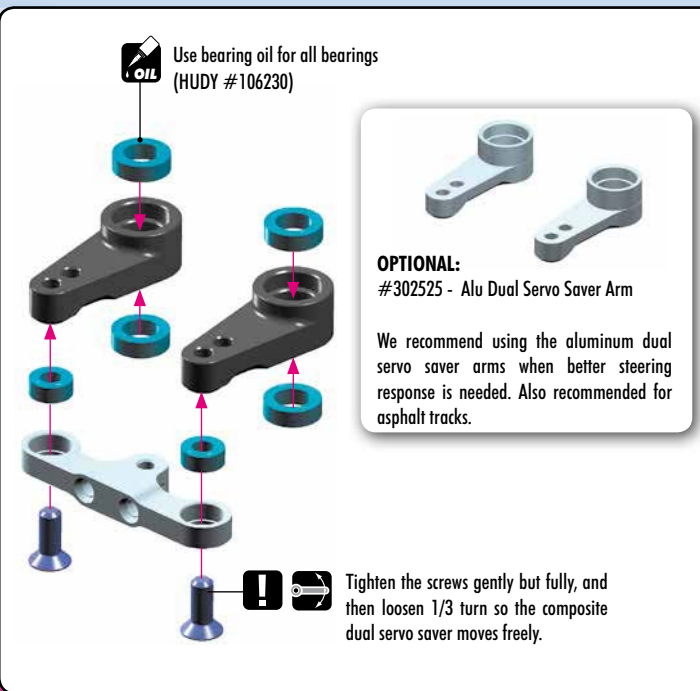 OIL
Use bearing oil for all bearings
(HUDY #106230)
OPTIONAL:
#302525 - Alu Dual Servo Saver Arm
We recommend using the aluminum dual
servo saver arms when better steering
response is needed. Also recommended for
asphalt tracks.
!
Tighten the screws gently but fully, and
then loosen 1/3 turn so the composite
dual servo saver moves freely.